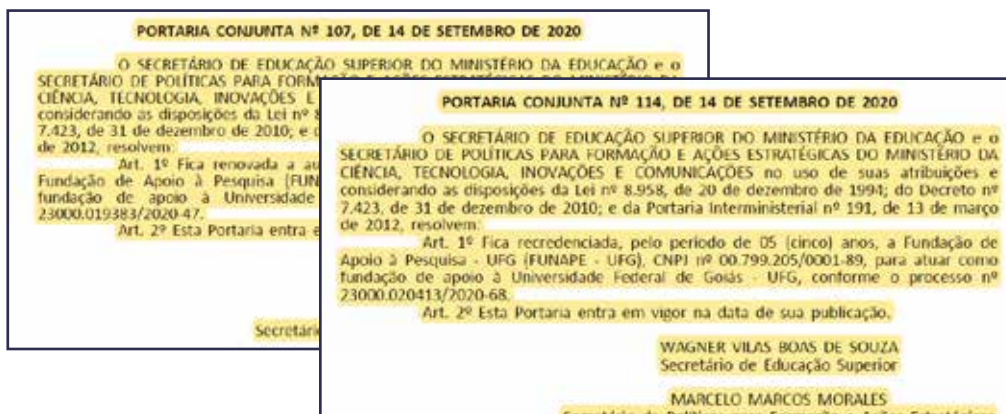 PORTARIA CONJUNTA Nº 107, DE 14 DE SETEMBRO DE 2020
O SECRETÁRIO DE EDUCAÇÃO SUPERIOR DO MINISTÉRIO DA EDUCAÇÃO e o
SECRETÁRIO DE POLÍTICAS PARA FORM
CIÊNCIA, TECNOLOGIA, INOVAÇÕES E
considerando as disposições da Lei nº
7.423, de 31 de dezembro de 2010; e
de 2012, resolvem:
Art. 1º Fica renovada a
Fundação de Apoio à Pesquisa (FUN
fundação de apoio à Universidade
23000.019383/2020-47.
Art. 2º Esta Portaria entra
Secretári
PORTARIA CONJUNTA Nº 114, DE 14 DE SETEMBRO DE 2020
O SECRETÁRIO DE EDUCAÇÃO SUPERIOR DO MINISTÉRIO DA EDUCAÇÃO e o
SECRETÁRIO DE POLÍTICAS PARA FORMAÇÃO E AÇÕES ESTRATÉGICAS DO MINISTÉRIO DA
CIÊNCIA, TECNOLOGIA, INOVAÇÕES E COMUNICAÇÕES no uso de suas atribuições e
considerando as disposições da Lei nº 8.958, de 20 de dezembro de 1994; do Decreto nº
7.423, de 31 de dezembro de 2010; e da Portaria Interministerial nº 191, de 13 de março
de 2012, resolvem:
Art. 1º Fica recredenciada, pelo período de 05 (cinco) anos, a Fundação de
Apoio à Pesquisa - UFG (FUNAPE - UFG), CNPJ nº 00.799.205/0001-89, para atuar como
fundação de apoio à Universidade Federal de Goiás - UFG, conforme o processo nº
23000.020413/2020-68.
Art. 2º Esta Portaria entra em vigor na data de sua publicação.
WAGNER VILAS BOAS DE SOUZA
Secretário de Educação Superior
MARCELO MARCOS MORALES
Secretário de Políticas para Formação e Ações Estratégicas